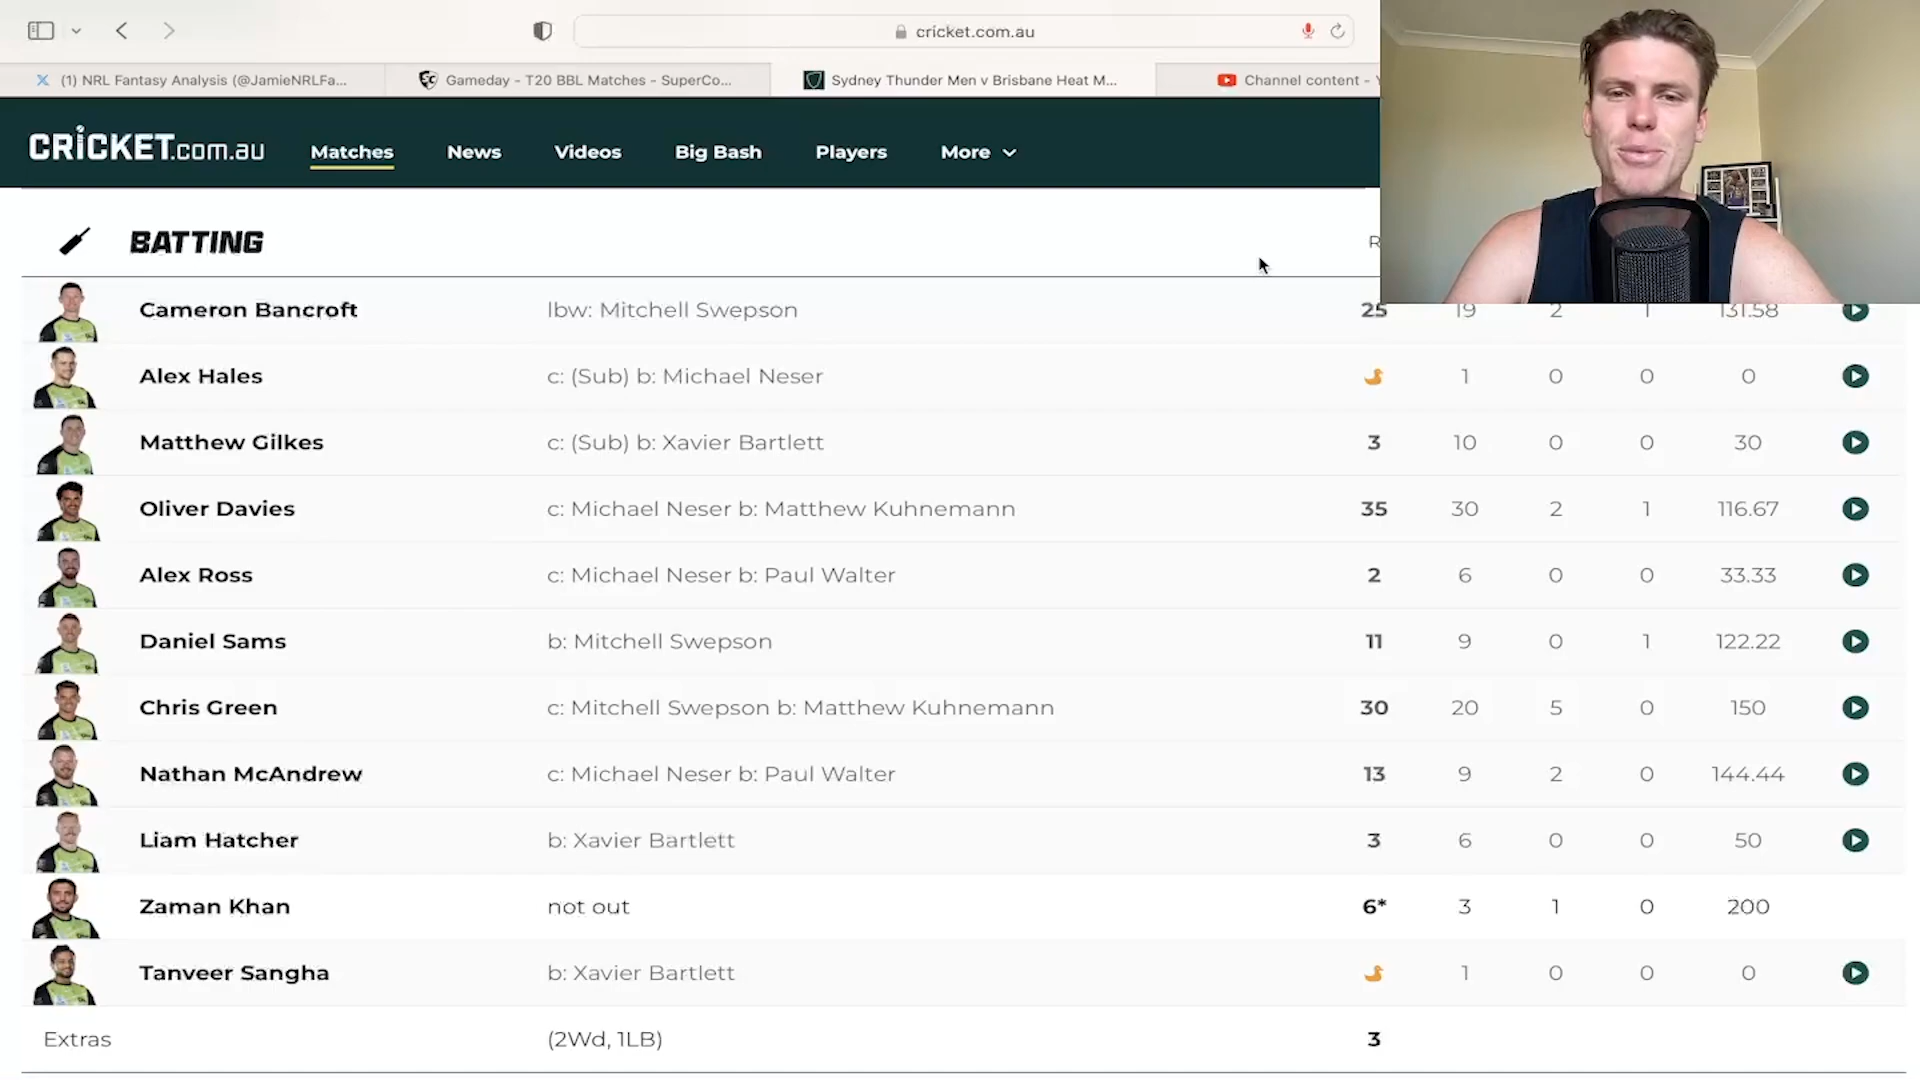 cricket.com.au
(1) NRL Fantasy Analysis (@JamieNRLFa...
Gameday - T20 BBL Matches - SuperCo...
Sydney Thunder Men v Brisbane Heat M...
Channel content -
CRICKET.com.au Matches News Videos Big Bash Players More
BATTING R
Cameron Bancroft lbw: Mitchell Swepson 25 19 2 1 131.58
Alex Hales c: (Sub) b: Michael Neser 1 0 0 0
Matthew Gilkes c: (Sub) b: Xavier Bartlett 3 10 0 0 30
Oliver Davies c: Michael Neser b: Matthew Kuhnemann 35 30 2 1 116.67
Alex Ross c: Michael Neser b: Paul Walter 2 6 0 0 33.33
Daniel Sams b: Mitchell Swepson 11 9 0 1 122.22
Chris Green c: Mitchell Swepson b: Matthew Kuhnemann 30 20 5 0 150
Nathan McAndrew c: Michael Neser b: Paul Walter 13 9 2 0 144.44
Liam Hatcher b: Xavier Bartlett 3 6 0 0 50
Zaman Khan not out 6* 3 1 0 200
Tanveer Sangha b: Xavier Bartlett 1 0 0 0
Extras (2Wd, 1LB) 3